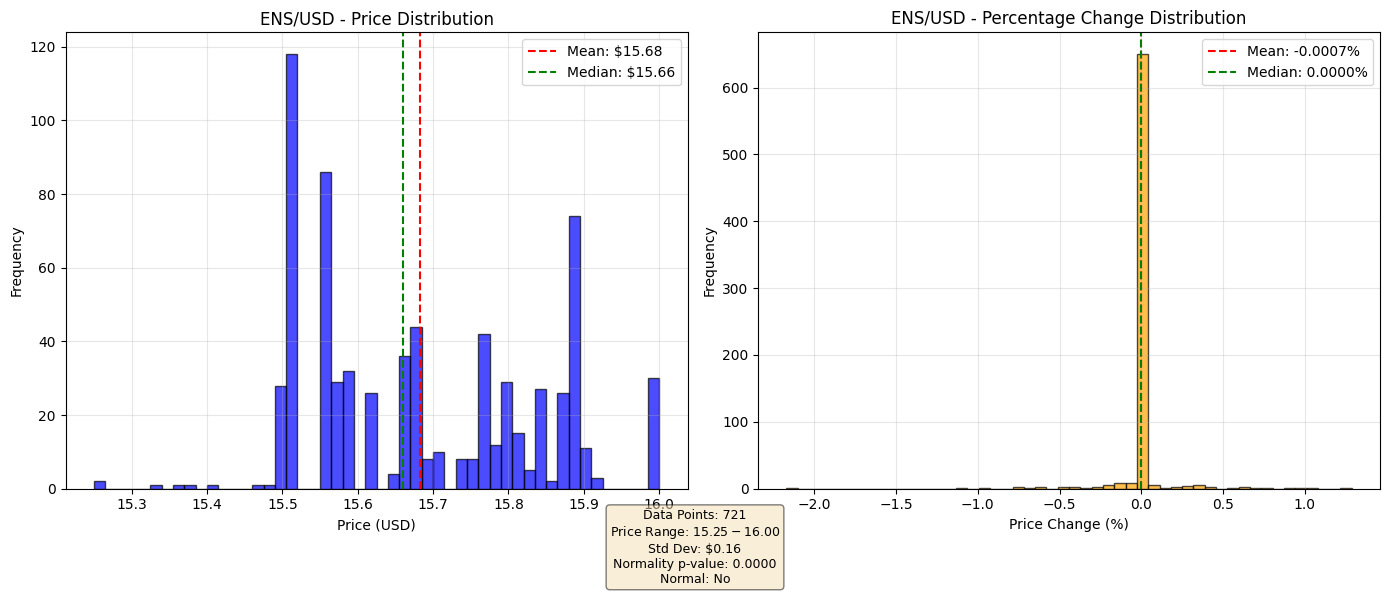 ENS/USD - Price Distribution
Frequency
120
100
80
60
40
20
0
Mean: $15.68
Median: $15.66
15.3
15.4
15.5
15.6
15.7
15.8
15.9
16.0
Price (USD)
ENS/USD - Percentage Change Distribution
Frequency
600
500
400
300
200
100
0
Mean: -0.0007%
Median: 0.0000%
−2.0
−1.5
−1.0
−0.5
0.0
0.5
1.0
Price Change (%)
Data Points: 721
Price Range: 15.25 − 16.00
Std Dev: $0.16
Normality p-value: 0.0000
Normal: No